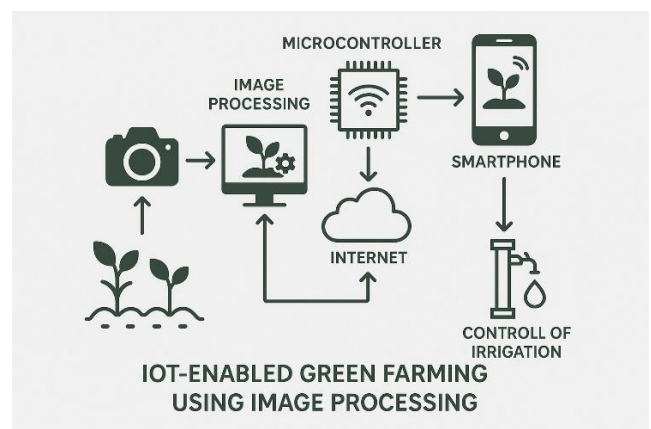 MICROCONTROLLER
IMAGE
PROCESSING
SMARTPHONE
INTERNET
CONTROLL OF
IRRIGATION
IOT-ENABLED GREEN FARMING
USING IMAGE PROCESSING